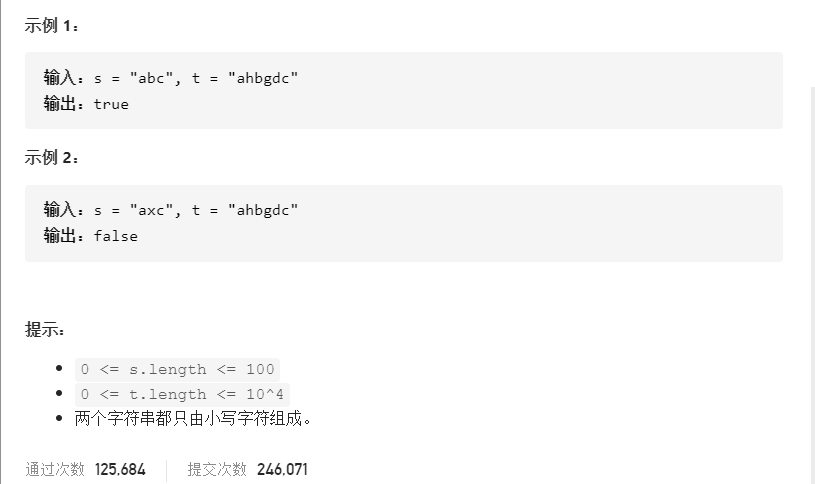 示例 1：
输入：s = "abc", t = "ahbgdc"
输出：true
示例 2：
输入：s = "axc", t = "ahbgdc"
输出：false
提示：
0 <= s.length <= 100
0 <= t.length <= 10^4
两个字符串都只由小写字符组成。
通过次数 125,684 提交次数 246,071